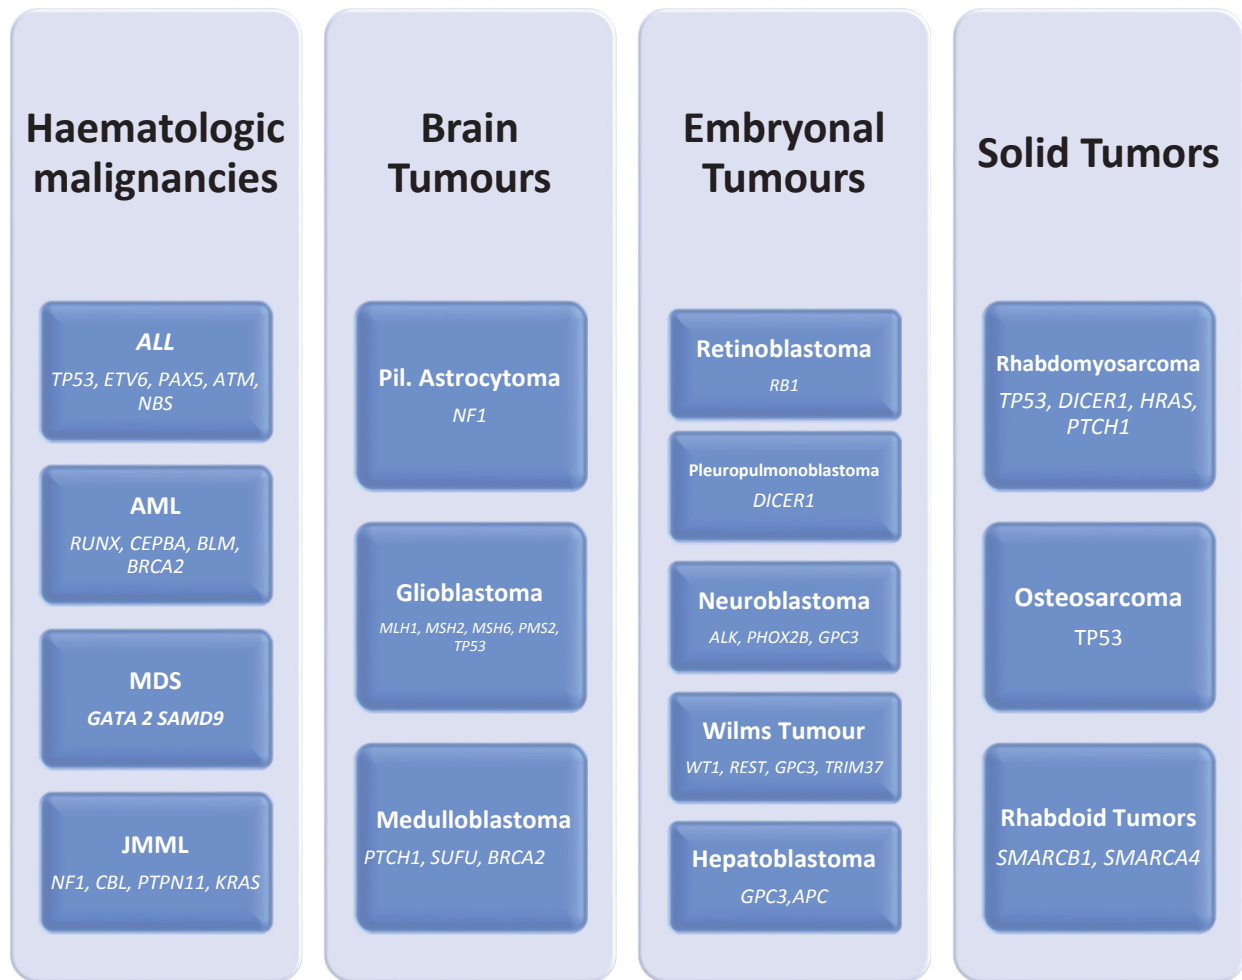 Haematologic
malignancies
ALL
TP53, ETV6, PAX5, ATM,
NBS
AML
RUNX, CEPBA, BLM,
BRCA2
MDS
GATA 2 SAMD9
JMML
NF1, CBL, PTPN11, KRAS
Brain
Tumours
Pil. Astrocytoma
NF1
Glioblastoma
MLH1, MSH2, MSH6, PMS2,
TP53
Medulloblastoma
PTCH1, SUFU, BRCA2
Embryonal
Tumours
Retinoblastoma
RB1
Pleuropulmonoblastoma
DICER1
Neuroblastoma
ALK, PHOX2B, GPC3
Wilms Tumour
WT1, REST, GPC3, TRIM37
Hepatoblastoma
GPC3,APC
Solid Tumors
Rhabdomyosarcoma
TP53, DICER1, HRAS,
PTCH1
Osteosarcoma
TP53
Rhabdoid Tumors
SMARCB1, SMARCA4